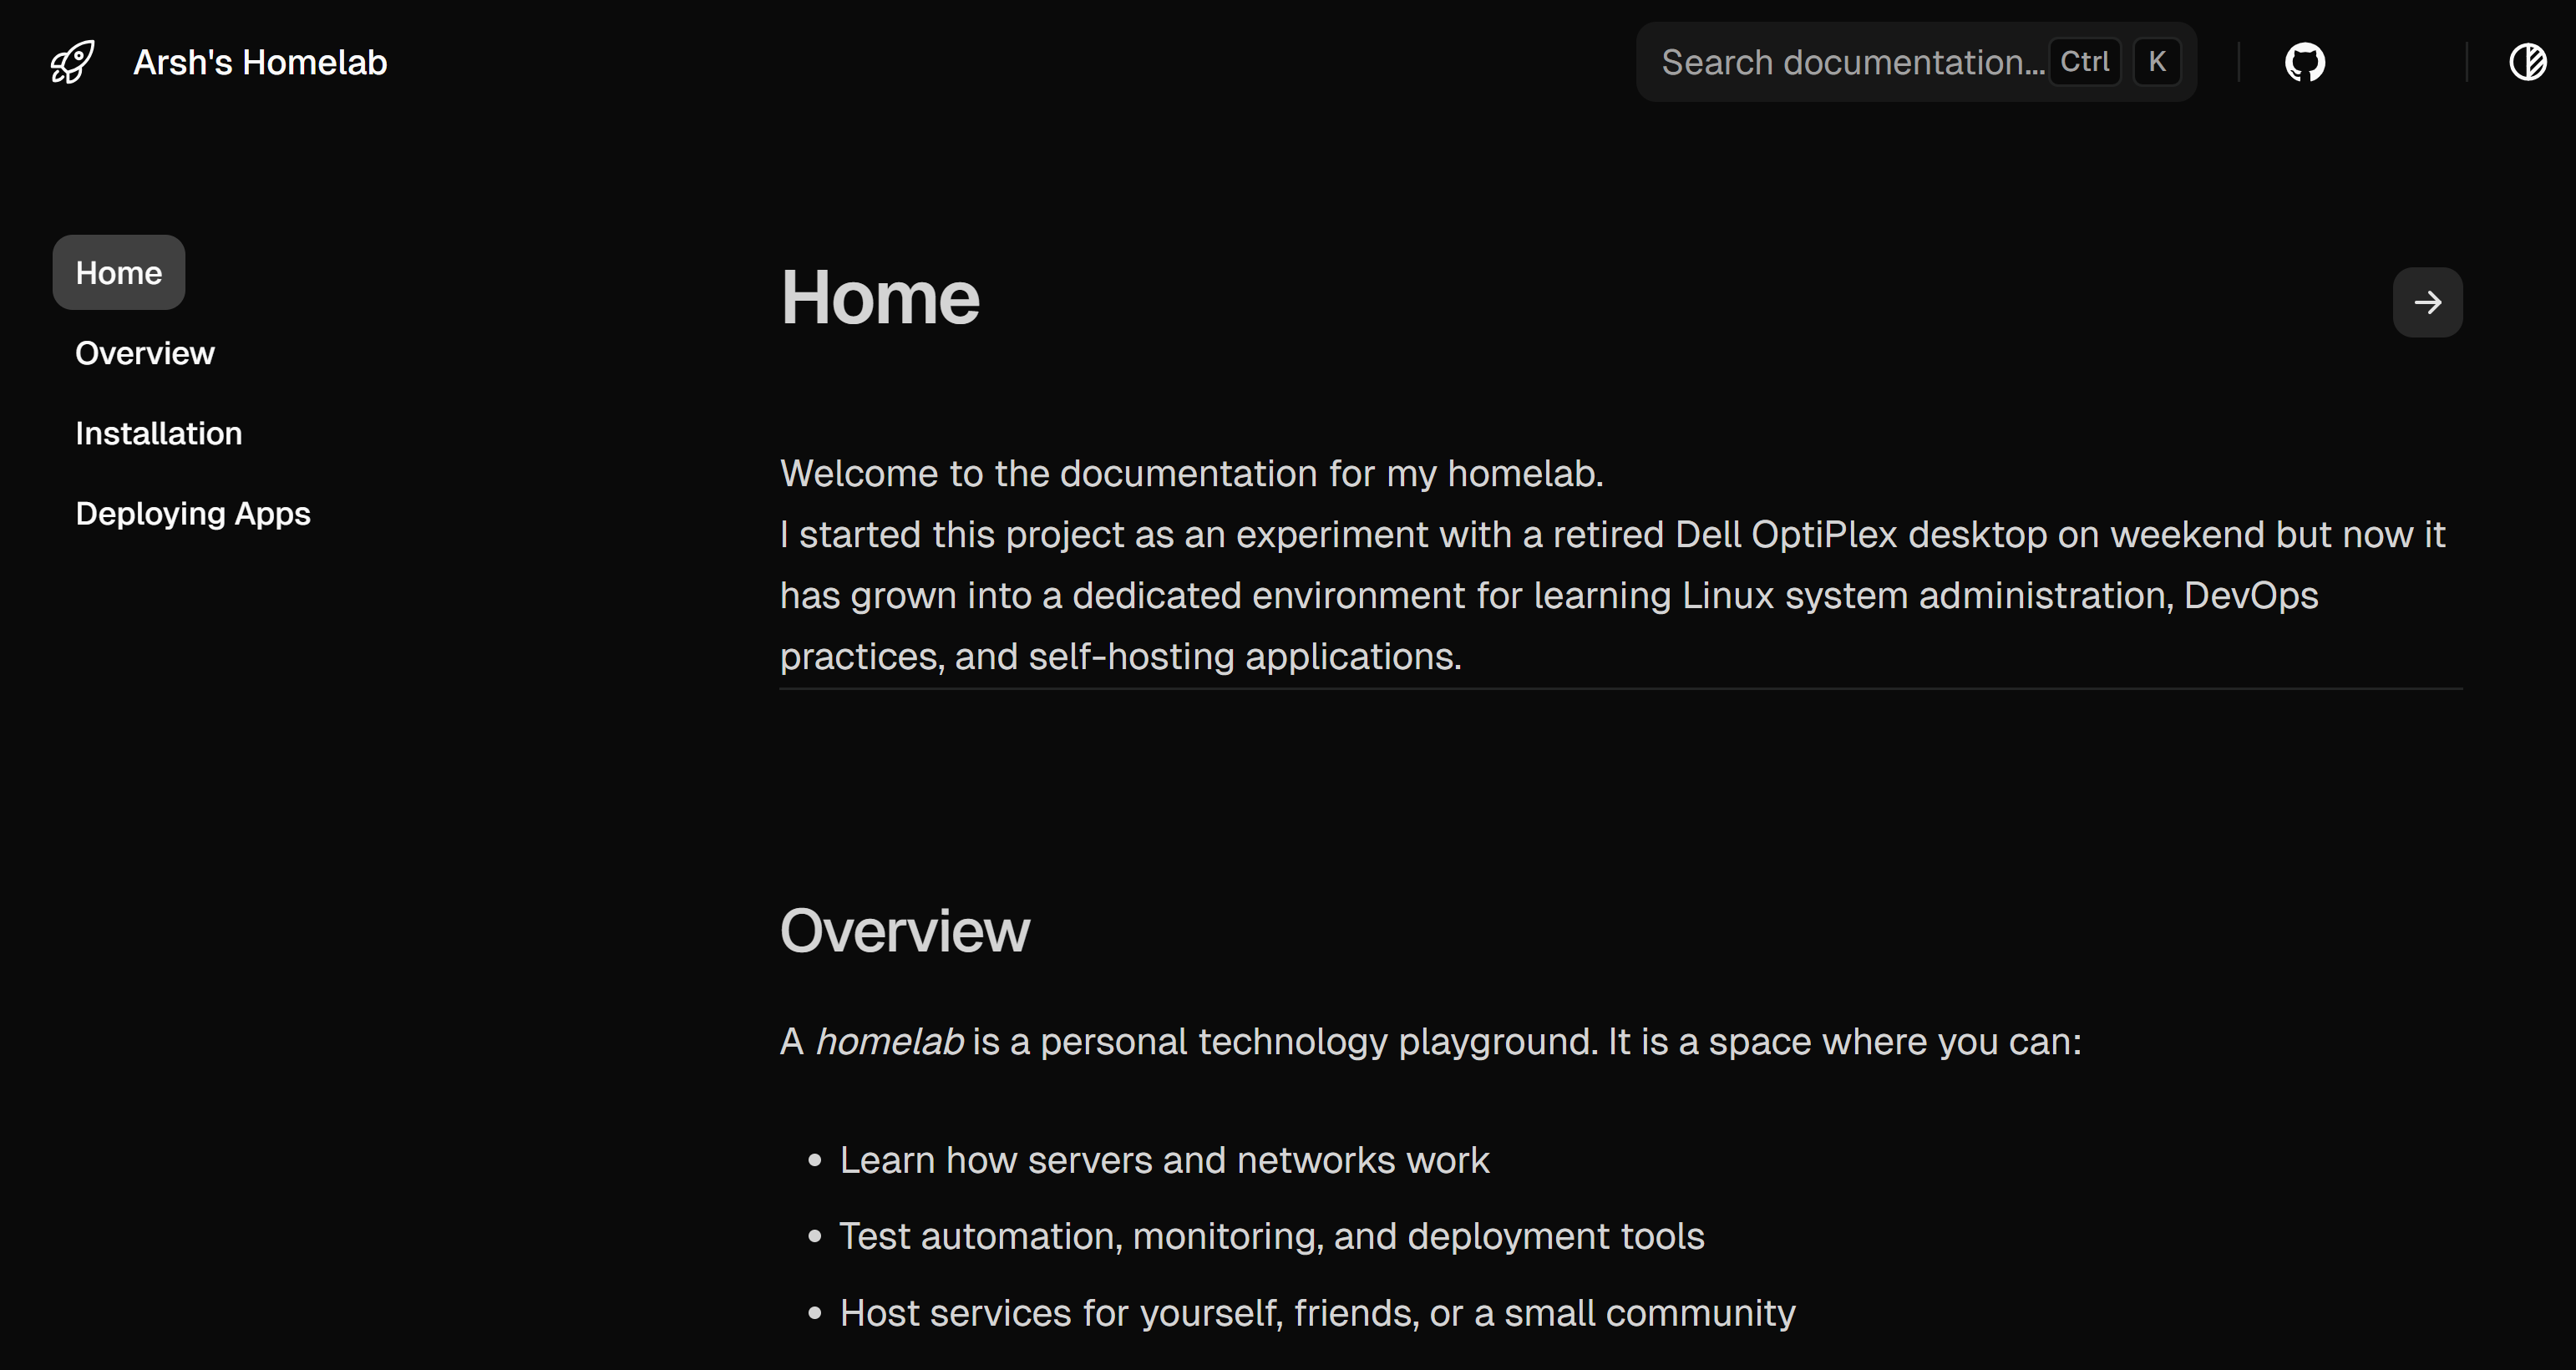 Arsh's Homelab
Search documentation... Ctrl K
Home
Overview
Installation
Deploying Apps
Home
Welcome to the documentation for my homelab.
I started this project as an experiment with a retired Dell OptiPlex desktop on weekend but now it
has grown into a dedicated environment for learning Linux system administration, DevOps
practices, and self-hosting applications.
Overview
A homelab is a personal technology playground. It is a space where you can:
• Learn how servers and networks work
• Test automation, monitoring, and deployment tools
• Host services for yourself, friends, or a small community